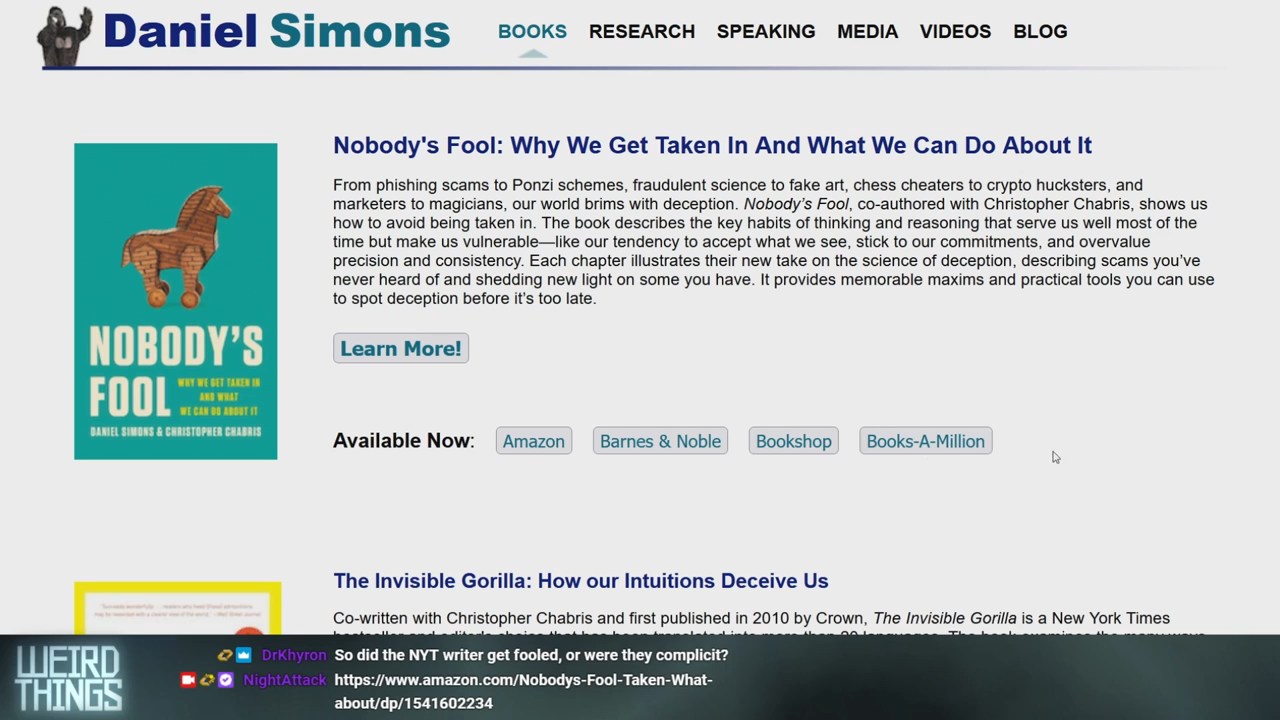 Daniel Simons
BOOKS RESEARCH SPEAKING MEDIA VIDEOS BLOG
Nobody's Fool: Why We Get Taken In And What We Can Do About It
From phishing scams to Ponzi schemes, fraudulent science to fake art, chess cheaters to crypto hucksters, and
marketers to magicians, our world brims with deception. Nobody's Fool, co-authored with Christopher Chabris, shows us
how to avoid being taken in. The book describes the key habits of thinking and reasoning that serve us well most of the
time but make us vulnerable—like our tendency to accept what we see, stick to our commitments, and overvalue
precision and consistency. Each chapter illustrates their new take on the science of deception, describing scams you've
never heard of and shedding new light on some you have. It provides memorable maxims and practical tools you can use
to spot deception before it's too late.
NOBODY'S
FOOL
WHY WE GET TAKEN IN
AND WHAT
WE CAN DO ABOUT IT
DANIEL SIMONS & CHRISTOPHER CHABRIS
Learn More!
Available Now: Amazon Barnes & Noble Bookshop Books-A-Million
The Invisible Gorilla: How our Intuitions Deceive Us
Co-written with Christopher Chabris and first published in 2010 by Crown, The Invisible Gorilla is a New York Times
WEIRD
THINGS
DrKhyron So did the NYT writer get fooled, or were they complicit?
NightAttack https://www.amazon.com/Nobodys-Fool-Taken-What-
about/dp/1541602234